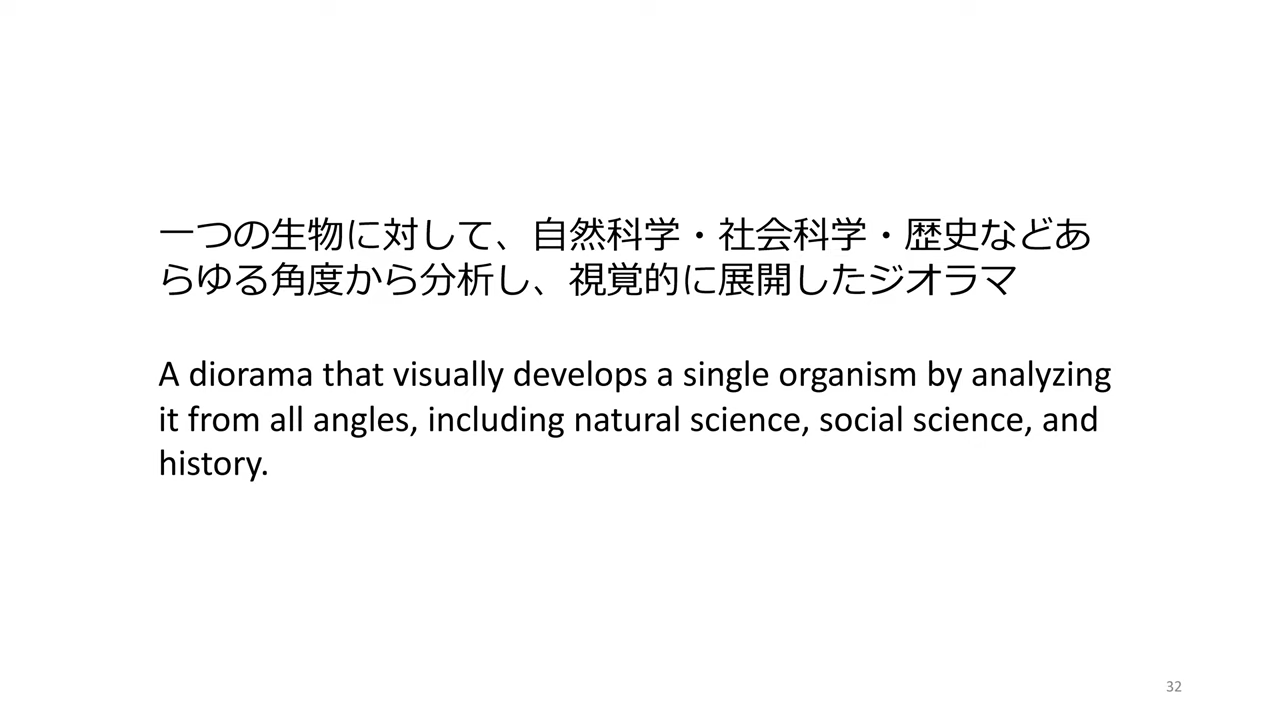 一つの生物に対して、自然科学・社会科学・歴史などあ
らゆる角度から分析し、視覚的に展開したジオラマ
A diorama that visually develops a single organism by analyzing
it from all angles, including natural science, social science, and
history.
32